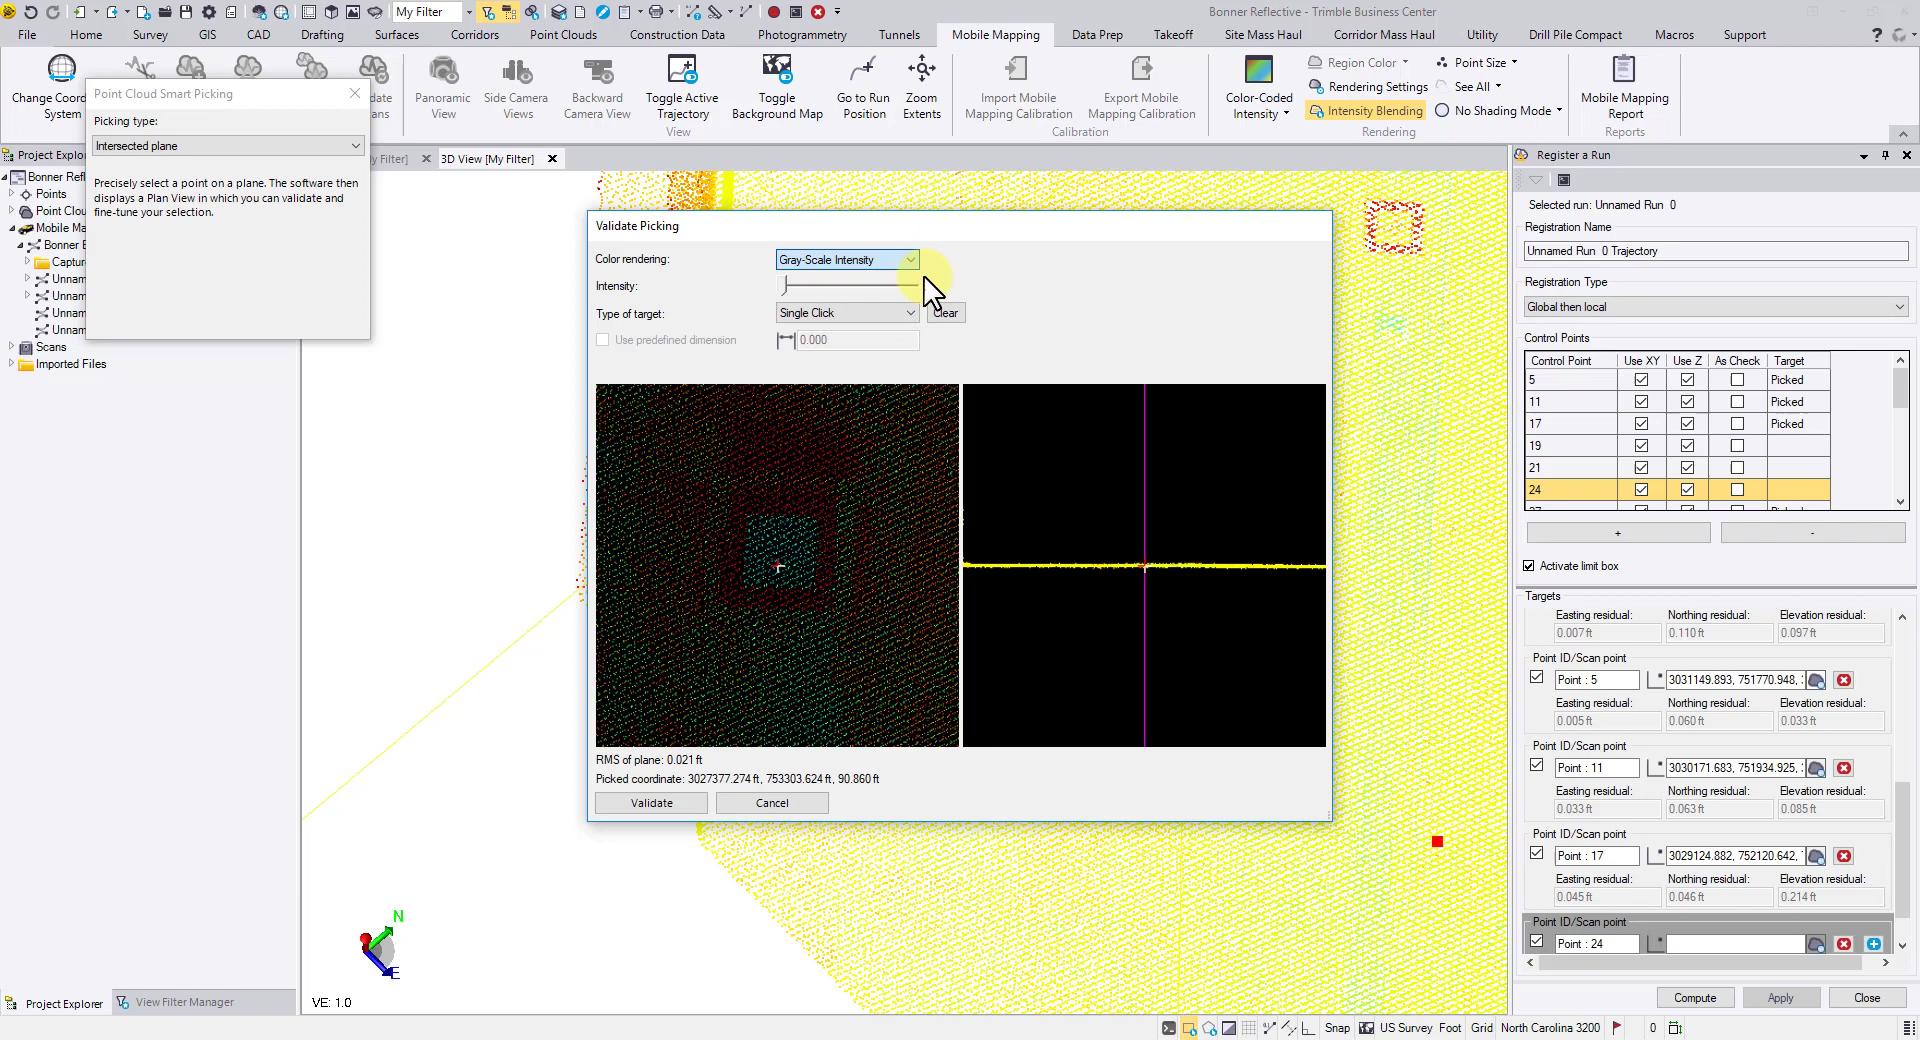 My Filter
Bonner Reflective - Trimble Business Center
File Home Survey GIS CAD Drafting Surfaces Corridors Point Clouds Construction Data Photogrammetry Tunnels Mobile Mapping Data Prep Takeoff Site Mass Haul Corridor Mass Haul Utility Drill Pile Compact Macros Support
Change Coord
System
Panoramic
View
Side Camera
Views
Backward
Camera View
Toggle Active
Trajectory
Toggle
Background Map
Go to Run
Position
Zoom
Extents
View
Import Mobile
Mapping Calibration
Export Mobile
Mapping Calibration
Calibration
Color-Coded
Intensity
Region Color
Rendering Settings
Intensity Blending
Point Size
See All
No Shading Mode
Rendering
Mobile Mapping
Report
Reports
Point Cloud Smart Picking
Picking type:
Intersected plane
Precisely select a point on a plane. The software then
displays a Plan View in which you can validate and
fine-tune your selection.
Project Explo
Bonner Refl
Points
Point Clou
Mobile Ma
Bonner B
Captur
Unnam
Unnam
Unnam
Unnam
Scans
Imported Files
Project Explorer
View Filter Manager
y Filter]
3D View [My Filter]
Validate Picking
Color rendering:
Gray-Scale Intensity
Intensity:
Type of target:
Single Click
Clear
Use predefined dimension
0.000
RMS of plane: 0.021 ft
Picked coordinate: 3027377.274 ft, 753303.624 ft, 90.860 ft
Validate
Cancel
N
E
VE: 1.0
Register a Run
Selected run: Unnamed Run 0
Registration Name
Unnamed Run 0 Trajectory
Registration Type
Global then local
Control Points
Control Point Use XY Use Z As Check Target
5 Picked
11 Picked
17 Picked
19
21
24
+
-
Activate limit box
Targets
Easting residual: Northing residual: Elevation residual:
0.007 ft 0.110 ft 0.097 ft
Point ID/Scan point
Point : 5 3031149.893, 751770.948, :
Easting residual: Northing residual: Elevation residual:
0.005 ft 0.060 ft 0.033 ft
Point ID/Scan point
Point : 11 3030171.683, 751934.925, :
Easting residual: Northing residual: Elevation residual:
0.033 ft 0.063 ft 0.085 ft
Point ID/Scan point
Point : 17 3029124.882, 752120.642,
Easting residual: Northing residual: Elevation residual:
0.045 ft 0.046 ft 0.214 ft
Point ID/Scan point
Point : 24
Compute
Apply
Close
Snap US Survey Foot Grid North Carolina 3200 0